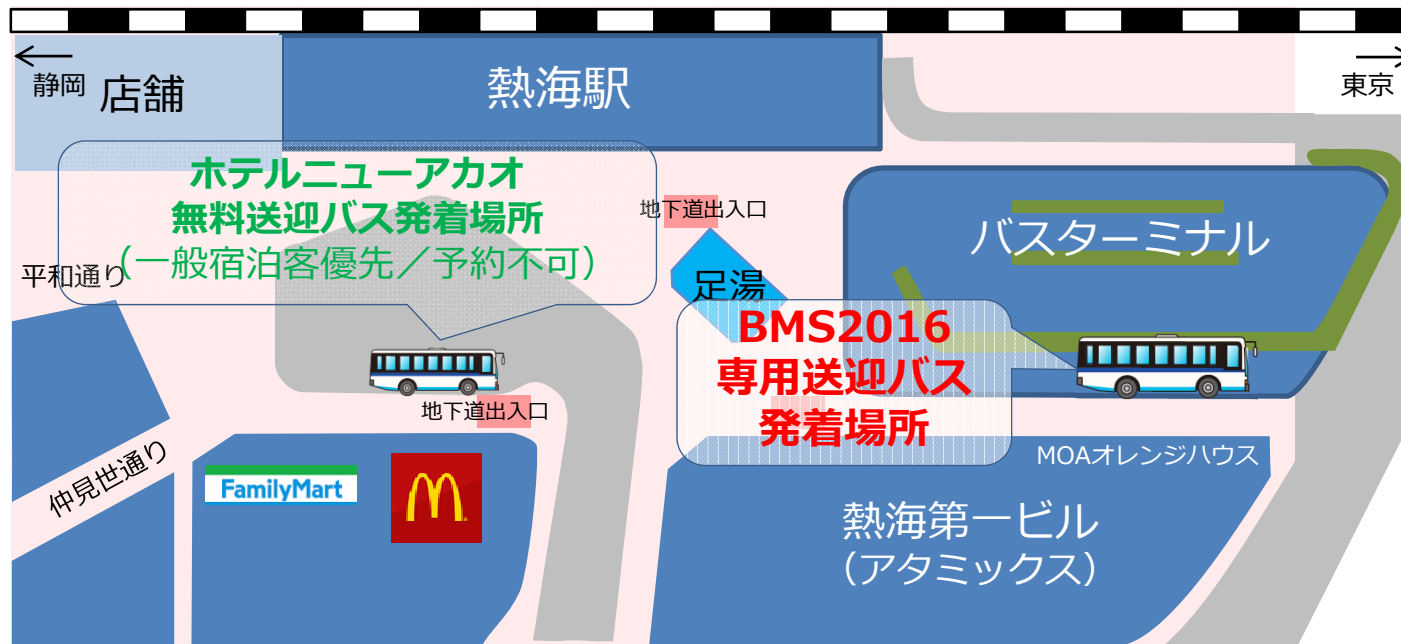 静岡
店舗
熱海駅
東京
ホテルニューアカオ
無料送迎バス発着場所
（一般宿泊客優先／予約不可）
地下道出入口
バスターミナル
平和通り
足湯
BMS2016
専用送迎バス
発着場所
地下道出入口
仲見世通り
FamilyMart
MOAオレンジハウス
熱海第一ビル
（アタミックス）